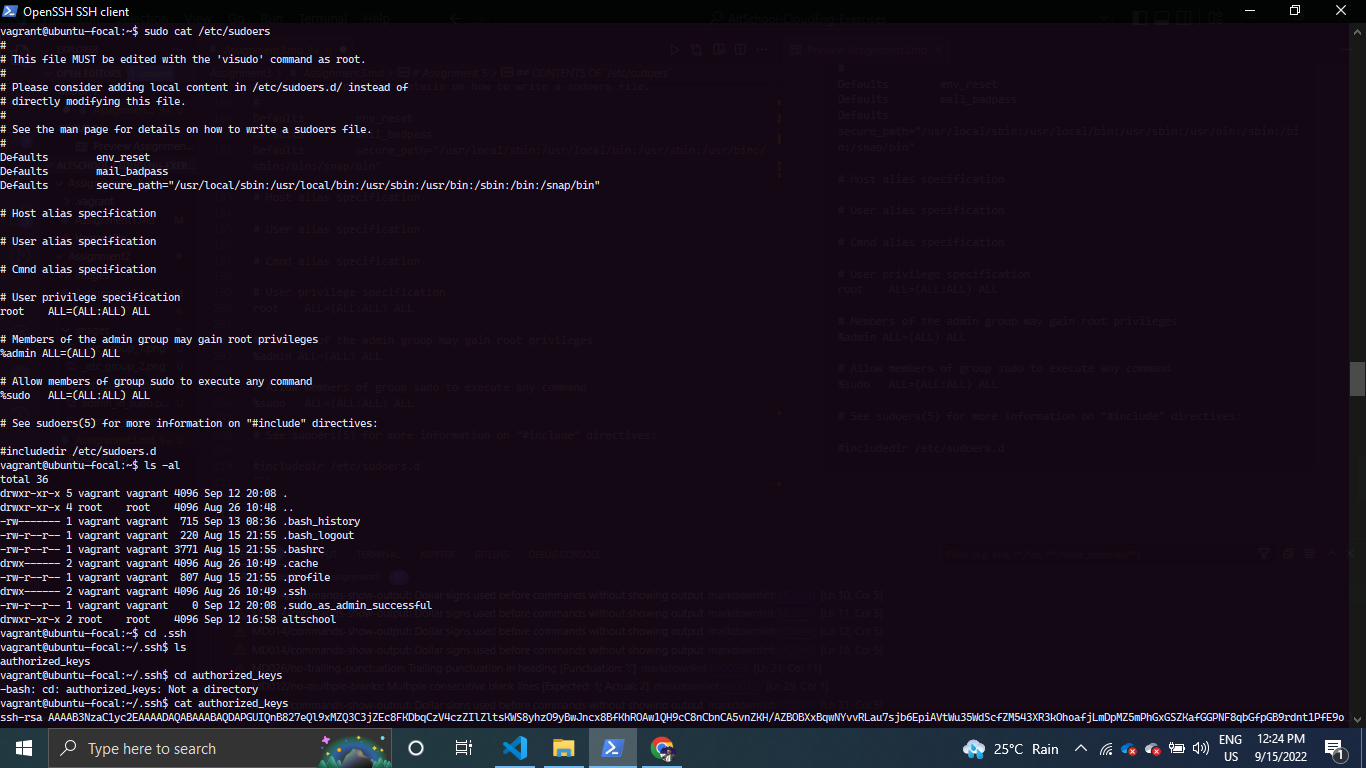 OpenSSH SSH client
vagrant@ubuntu-focal:~$ sudo cat /etc/sudoers
#
# This file MUST be edited with the 'visudo' command as root.
#
# Please consider adding local content in /etc/sudoers.d/ instead of
# directly modifying this file.
#
# See the man page for details on how to write a sudoers file.
#
Defaults        env_reset
Defaults        mail_badpass
Defaults        secure_path="/usr/local/sbin:/usr/local/bin:/usr/sbin:/usr/bin:/sbin:/bin:/snap/bin"
# Host alias specification
# User alias specification
# Cmnd alias specification
# User privilege specification
root    ALL=(ALL:ALL) ALL
# Members of the admin group may gain root privileges
%admin ALL=(ALL) ALL
# Allow members of group sudo to execute any command
%sudo   ALL=(ALL:ALL) ALL
# See sudoers(5) for more information on "#include" directives:
#includedir /etc/sudoers.d
vagrant@ubuntu-focal:~$ ls -al
total 36
drwxr-xr-x 5 vagrant vagrant 4096 Sep 12 20:08 .
drwxr-xr-x 4 root    root    4096 Aug 26 10:48 ..
-rw------- 1 vagrant vagrant  715 Sep 13 08:36 .bash_history
-rw-r--r-- 1 vagrant vagrant  220 Aug 15 21:55 .bash_logout
-rw-r--r-- 1 vagrant vagrant 3771 Aug 15 21:55 .bashrc
drwx------ 2 vagrant vagrant 4096 Aug 26 10:49 .cache
-rw-r--r-- 1 vagrant vagrant  807 Aug 15 21:55 .profile
drwx------ 2 vagrant vagrant 4096 Aug 26 10:49 .ssh
-rw-r--r-- 1 vagrant vagrant    0 Sep 12 20:08 .sudo_as_admin_successful
drwxr-xr-x 2 root    root    4096 Sep 12 16:58 altschool
vagrant@ubuntu-focal:~$ cd .ssh
vagrant@ubuntu-focal:~/.ssh$ ls
authorized_keys
vagrant@ubuntu-focal:~/.ssh$ cd authorized_keys
-bash: cd: authorized_keys: Not a directory
vagrant@ubuntu-focal:~/.ssh$ cat authorized_keys
ssh-rsa
Type here to search
25°C Rain
ENG
US
12:24 PM
9/15/2022
1